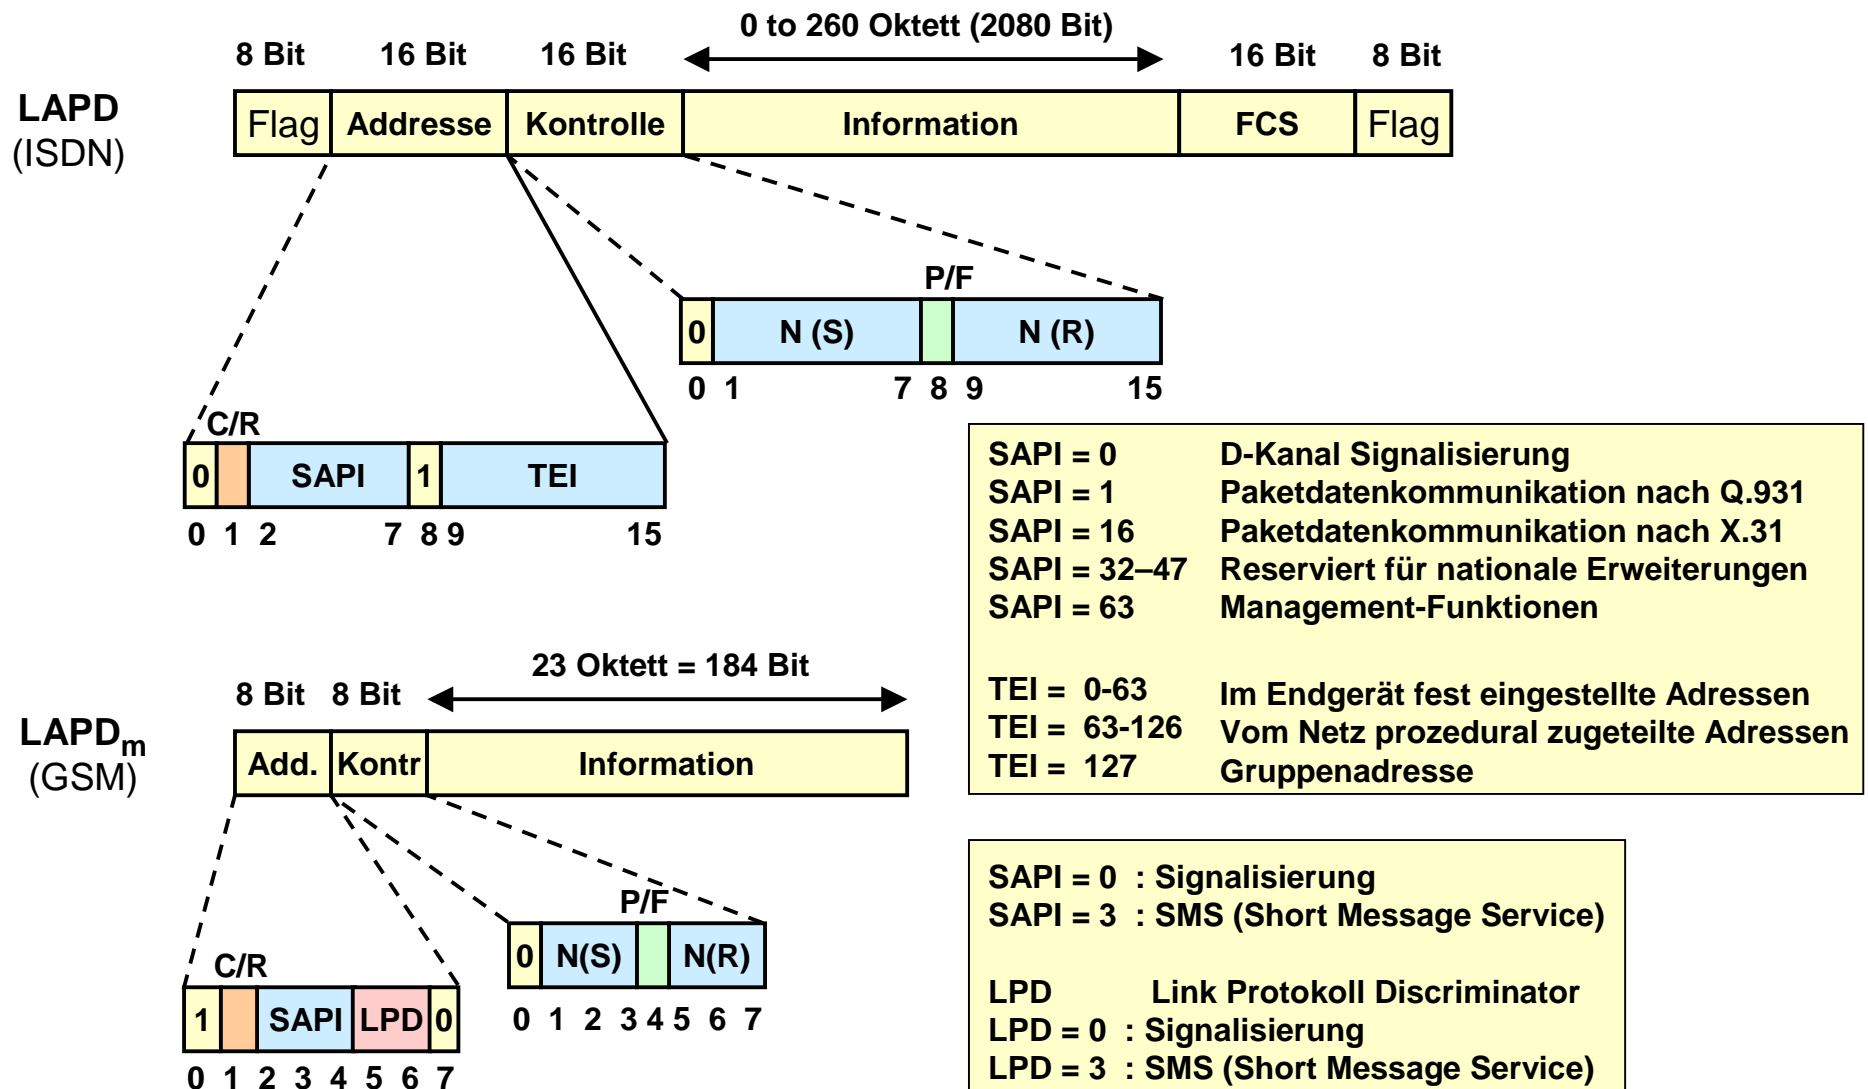 0 to 260 Oktett (2080 Bit)
8 Bit 16 Bit 16 Bit 16 Bit 8 Bit
LAPD
(ISDN)
Flag Addresse Kontrolle Information FCS Flag
P/F
0 N (S) N (R)
0 1 7 8 9 15
C/R
0 SAPI 1 TEI
0 1 2 7 8 9 15
SAPI = 0 D-Kanal Signalisierung
SAPI = 1 Paketdatenkommunikation nach Q.931
SAPI = 16 Paketdatenkommunikation nach X.31
SAPI = 32–47 Reserviert für nationale Erweiterungen
SAPI = 63 Management-Funktionen
TEI = 0-63 Im Endgerät fest eingestellte Adressen
TEI = 63-126 Vom Netz prozedural zugeteilte Adressen
TEI = 127 Gruppenadresse
23 Oktett = 184 Bit
8 Bit 8 Bit
LAPDm
(GSM)
Add. Kontr Information
P/F
0 N(S) N(R)
0 1 2 3 4 5 6 7
C/R
1 SAPI LPD 0
0 1 2 3 4 5 6 7
SAPI = 0 : Signalisierung
SAPI = 3 : SMS (Short Message Service)
LPD Link Protokoll Discriminator
LPD = 0 : Signalisierung
LPD = 3 : SMS (Short Message Service)